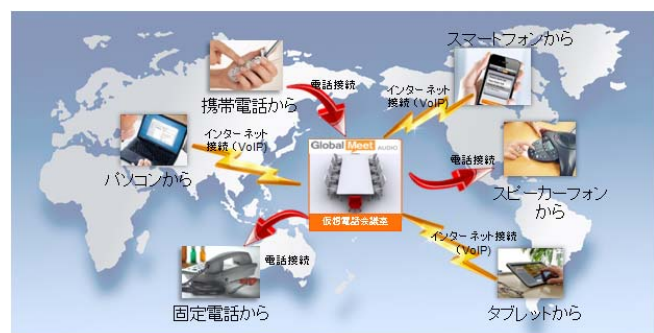 スマートフォンから
電話接続
インターネット
接続（VoIP）
携帯電話から
インターネット
接続（VoIP）
GlobalMeet AUDIO
電話接続
パソコンから
スピーカーフォン
から
仮想電話会議室
インターネット接続
（VoIP)
電話接続
固定電話から
タブレットから